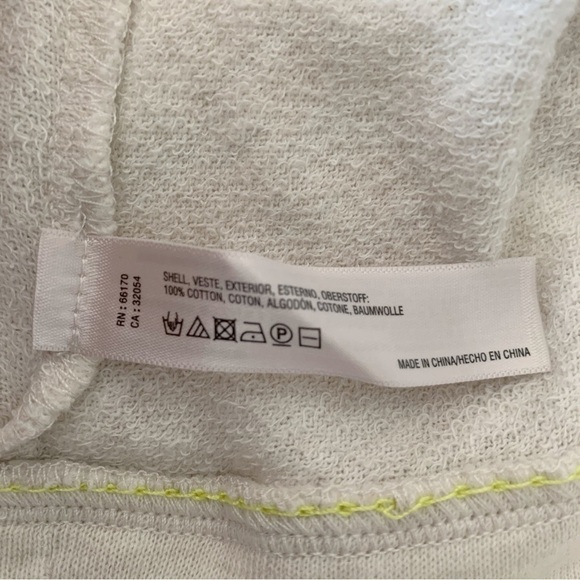 RN : 66170
CA : 32054
SHELL, VESTE, EXTERIOR, ESTERNO, OBERSTOFF:
100% COTTON, COTON, ALGODÓN, COTONE, BAUMWOLLE
P
MADE IN CHINA/HECHO EN CHINA